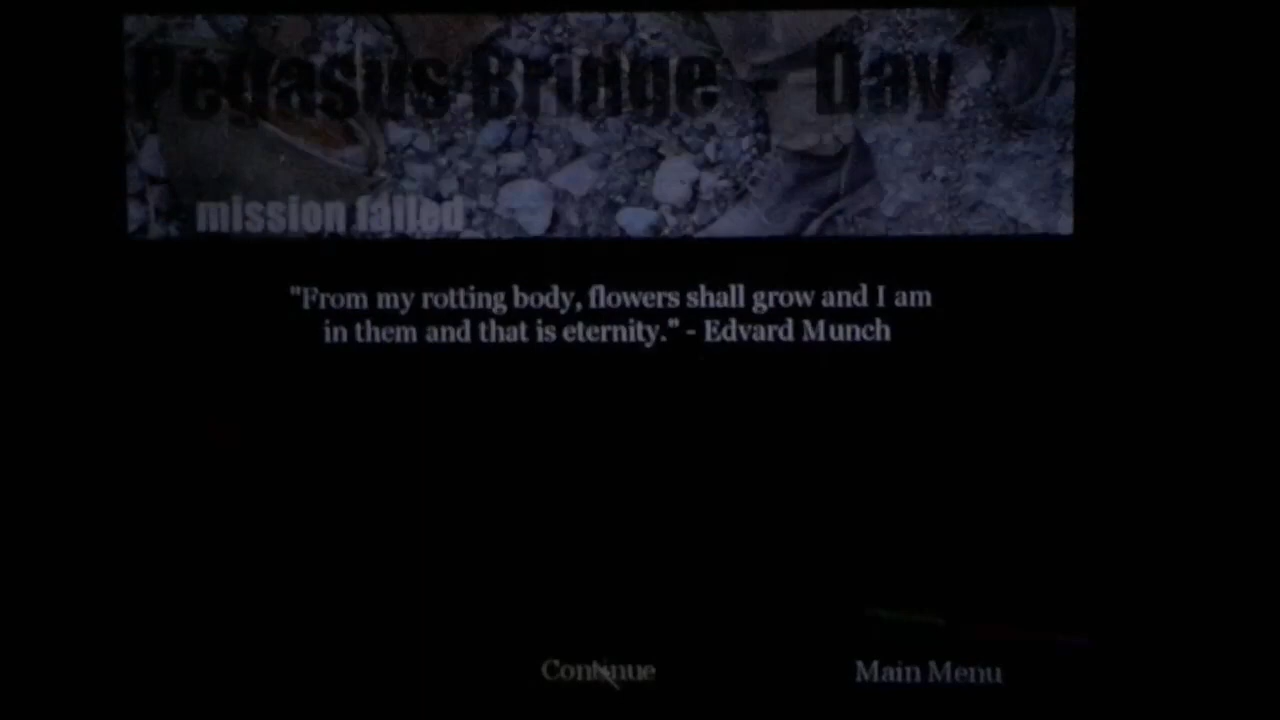 Pegasus Bridge - Day
mission failed
"From my rotting body, flowers shall grow and I am
in them and that is eternity." - Edvard Munch
Continue
Main Menu